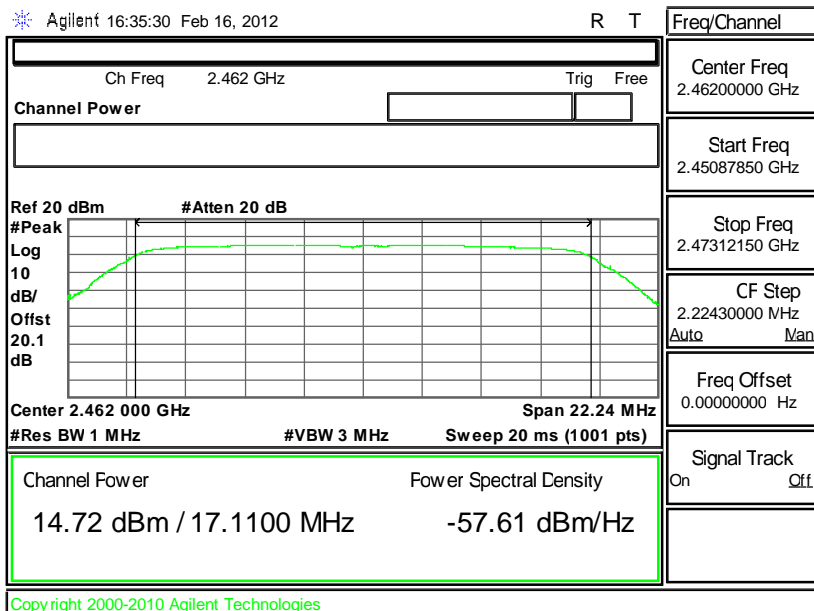 Agilent 16:35:30 Feb 16, 2012
R T
Freq/Channel
Ch Freq 2.462 GHz
Trig Free
Channel Power
Center Freq
2.46200000 GHz
Start Freq
2.45087850 GHz
Stop Freq
2.47312150 GHz
CF Step
2.22430000 MHz
Auto Man
Freq Offset
0.00000000 Hz
Signal Track
On Off
Ref 20 dBm
#Atten 20 dB
#Peak
Log
10
dB/
Offst
20.1
dB
Center 2.462 000 GHz
Span 22.24 MHz
#Res BW 1 MHz
#VBW 3 MHz
Sweep 20 ms (1001 pts)
Channel Power
Power Spectral Density
14.72 dBm / 17.1100 MHz
-57.61 dBm/Hz
Copyright 2000-2010 Agilent Technologies